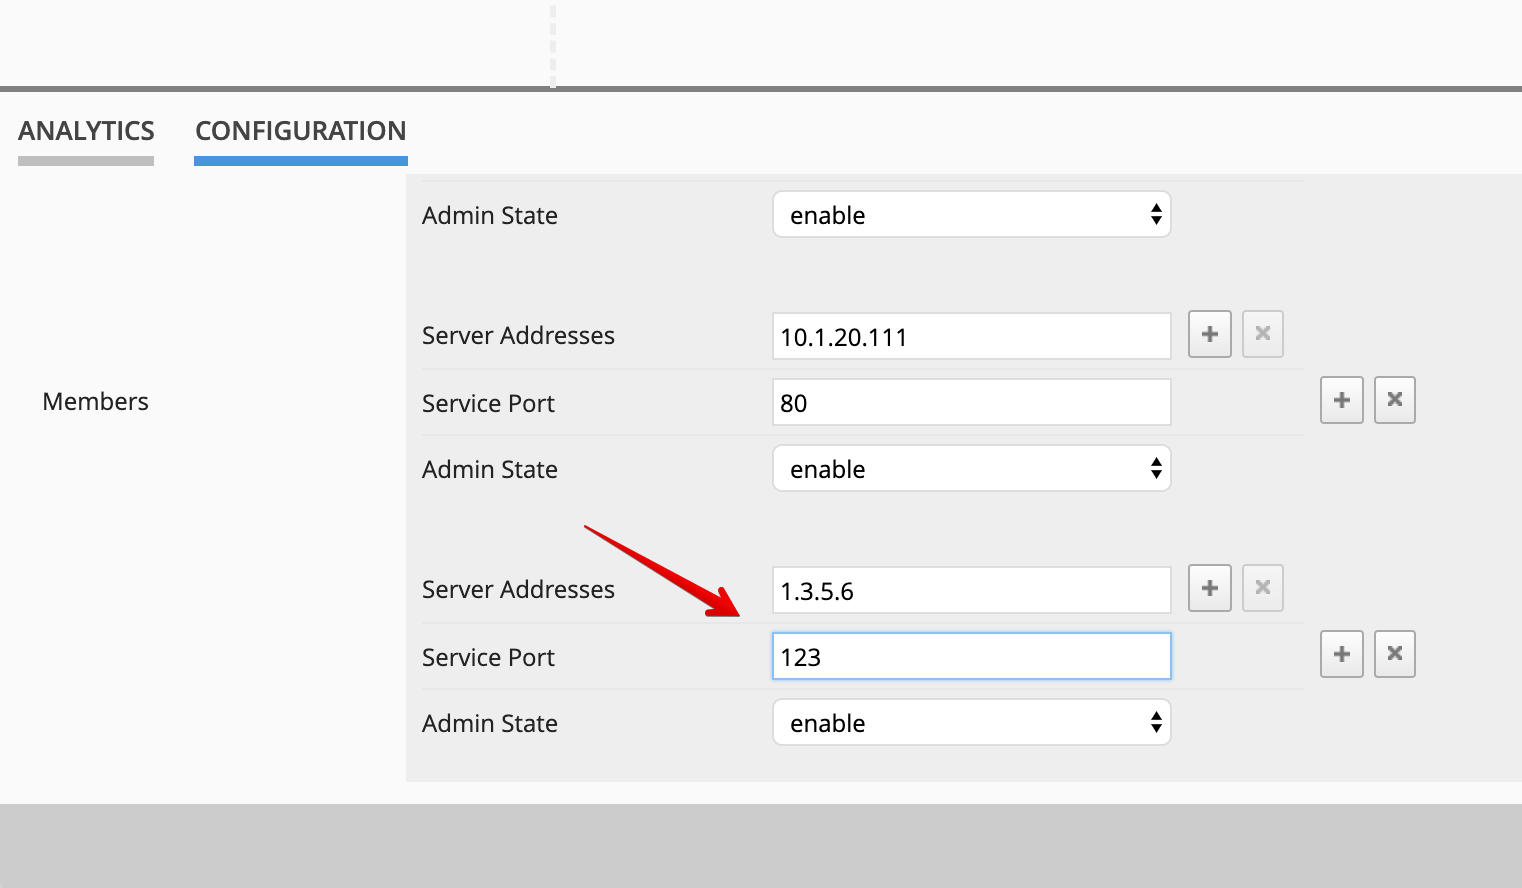 ANALYTICS CONFIGURATION
Admin State enable
Server Addresses 10.1.20.111
Members
Service Port 80
Admin State enable
Server Addresses 1.3.5.6
Service Port 123
Admin State enable